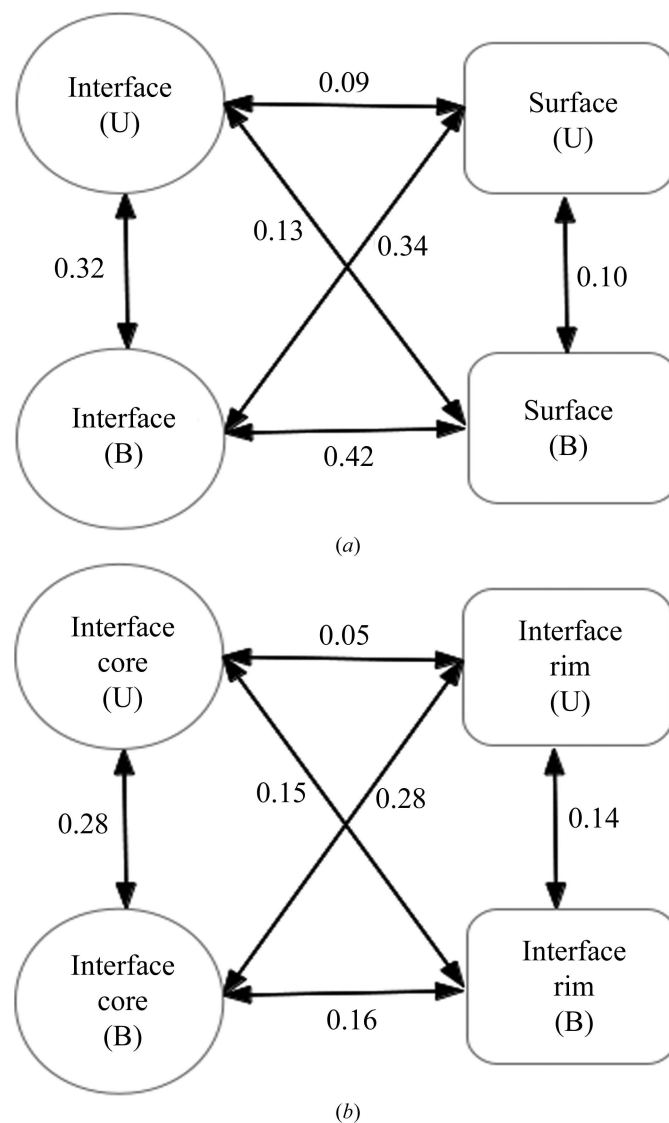 Interface
(U)
0.09
Surface
(U)
0.32
0.13
0.34
0.10
Interface
(B)
0.42
Surface
(B)
(a)
Interface
core
(U)
0.05
Interface
rim
(U)
0.28
0.15
0.28
0.14
Interface
core
(B)
0.16
Interface
rim
(B)
(b)